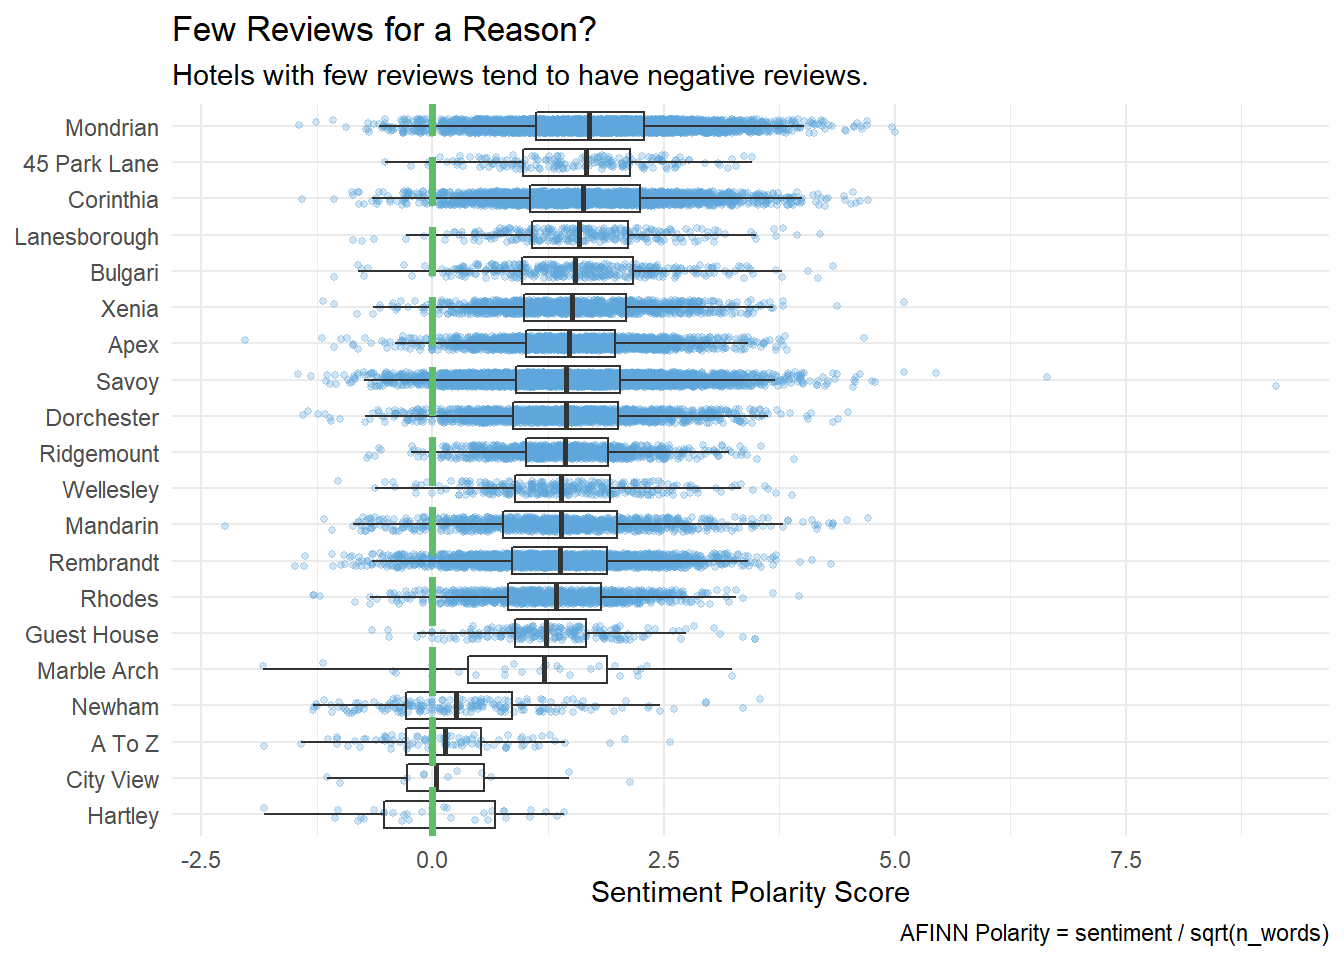 Few Reviews for a Reason?
Hotels with few reviews tend to have negative reviews.
Mondrian
45 Park Lane
Corinthia
Lanesborough
Bulgari
Xenia
Apex
Savoy
Dorchester
Ridgemount
Wellesley
Mandarin
Rembrandt
Rhodes
Guest House
Marble Arch
Newham
A To Z
City View
Hartley
-2.5 0.0 2.5 5.0 7.5
Sentiment Polarity Score
AFINN Polarity = sentiment / sqrt(n_words)